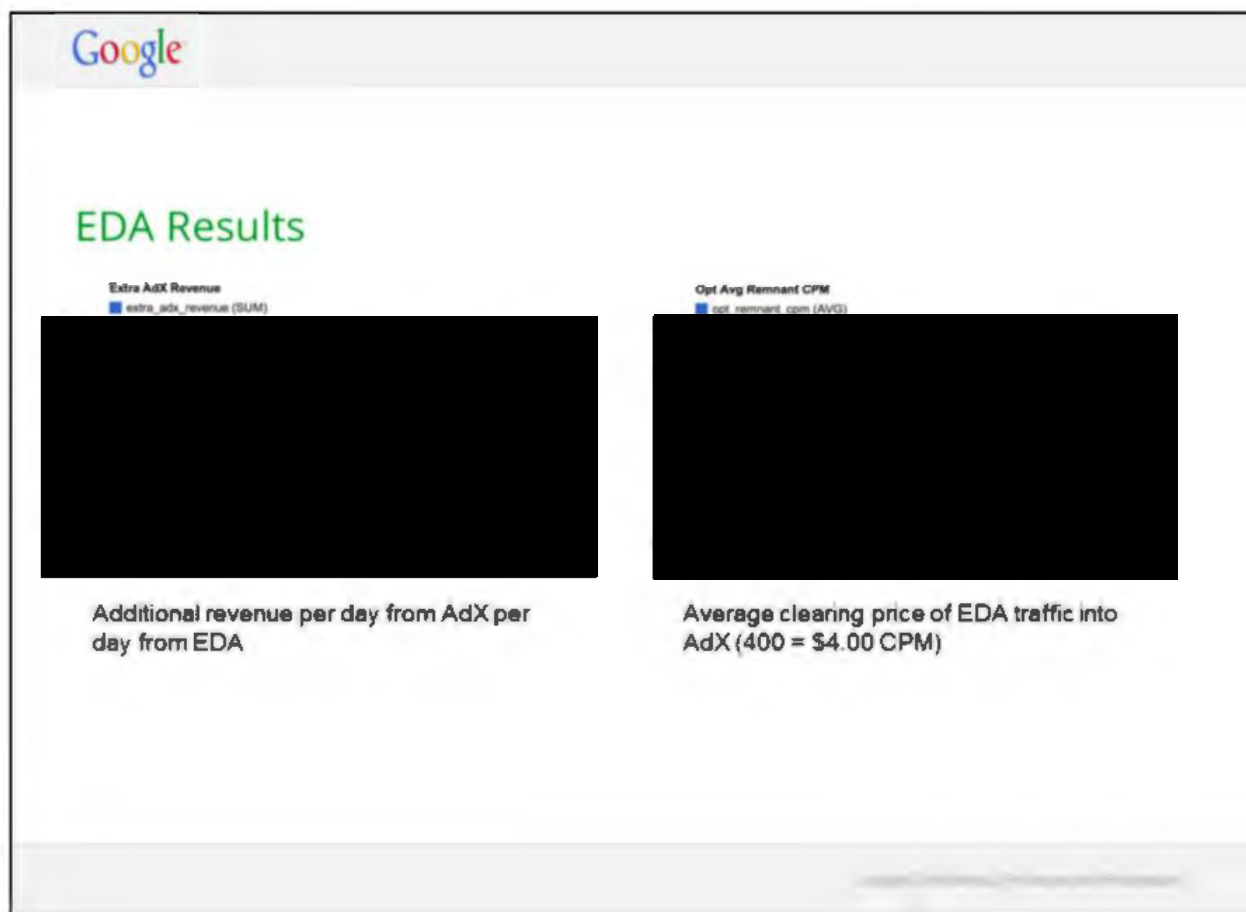 Google
EDA Results
Extra AdX Revenue
extra_adx_revenue (SUM)
Opt Avg Remnant CPM
opt_remnant_cpm (AVG)
Additional revenue per day from AdX per
day from EDA
Average clearing price of EDA traffic into
AdX (400 = $4.00 CPM)